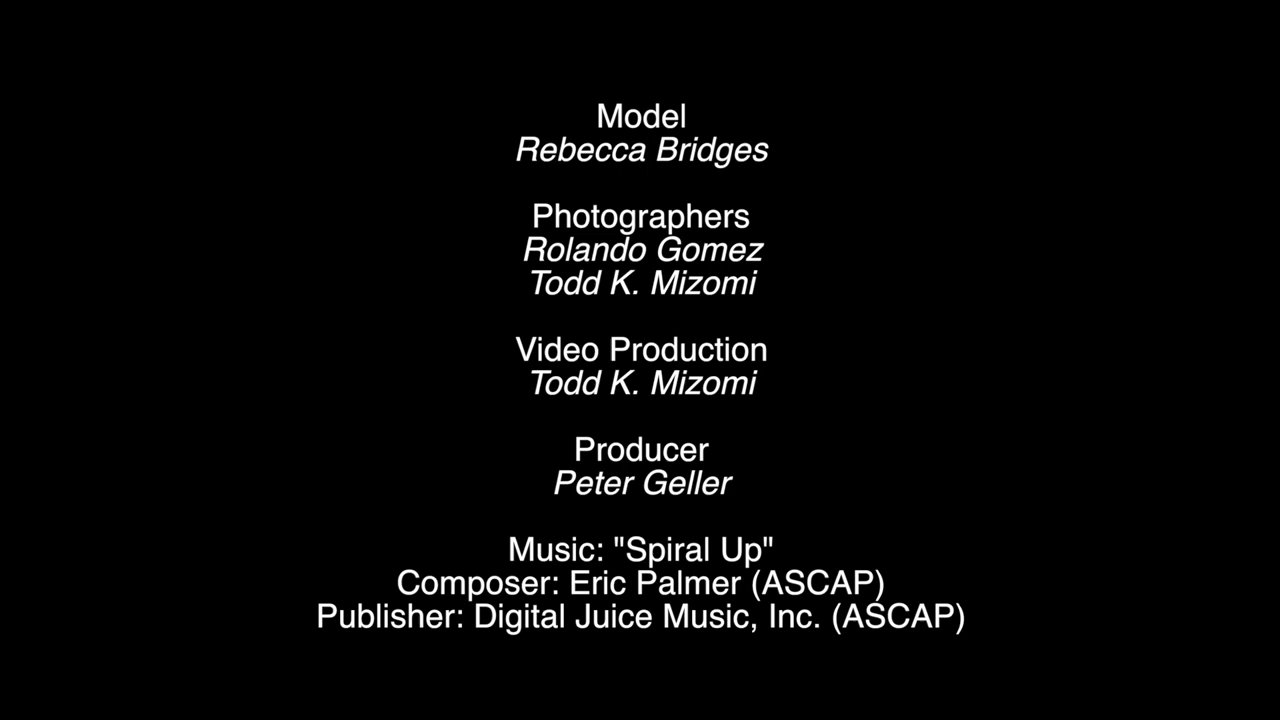 Model
Rebecca Bridges
Photographers
Rolando Gomez
Todd K. Mizomi
Video Production
Todd K. Mizomi
Producer
Peter Geller
Music: "Spiral Up"
Composer: Eric Palmer (ASCAP)
Publisher: Digital Juice Music, Inc. (ASCAP)